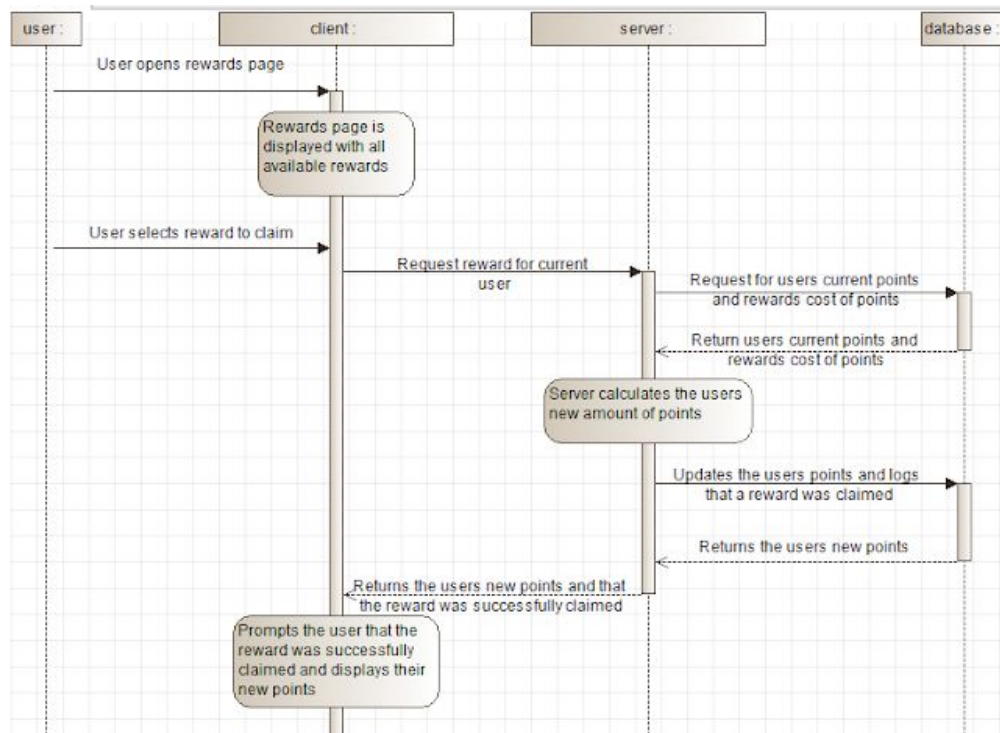 user :
client :
server :
database :
User opens rewards page
Rewards page is
displayed with all
available rewards
User selects reward to claim
Request reward for current
user
Request for users current points
and rewards cost of points
Return users current points and
rewards cost of points
Server calculates the users
new amount of points
Updates the users points and logs
that a reward was claimed
Returns the users new points
Returns the users new points and that
the reward was successfully claimed
Prompts the user that the
reward was successfully
claimed and displays their
new points